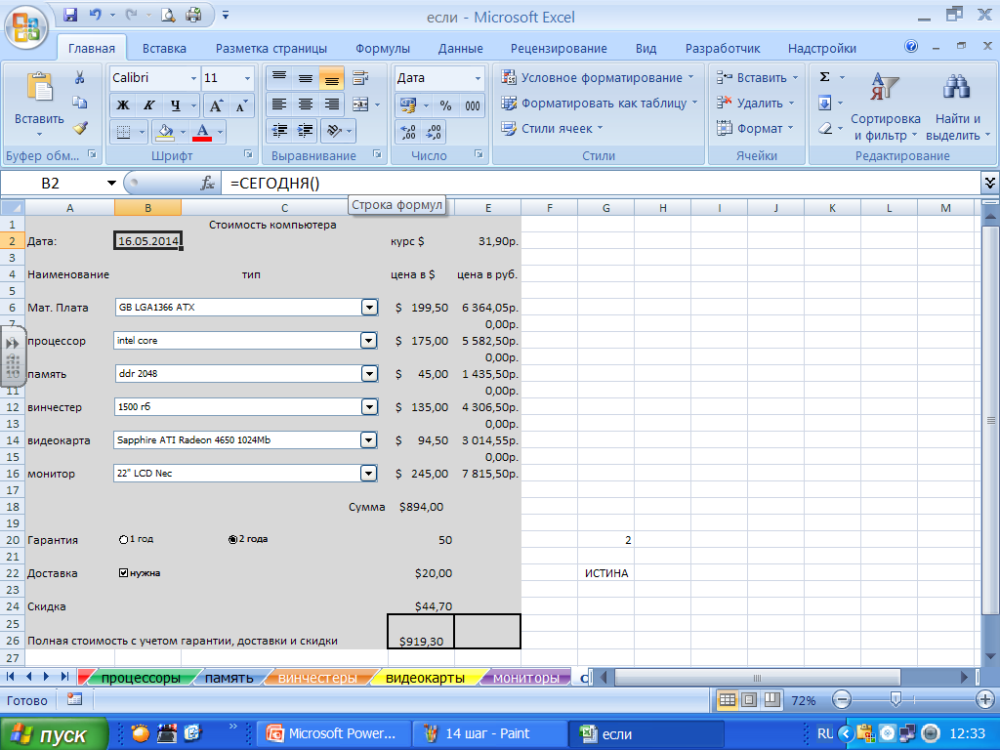 если - Microsoft Excel
Главная Вставка Разметка страницы Формулы Данные Рецензирование Вид Разработчик Надстройки
Вставить
Calibri 11
Ж К Ч
Дата
% 000
Условное форматирование
Форматировать как таблицу
Стили ячеек
Вставить
Удалить
Формат
Σ
Сортировка и фильтр
Найти и выделить
Буфер обм... Шрифт Выравнивание Число Стили Ячейки Редактирование
B2 fx =СЕГОДНЯ()
Строка формул
A B C E F G H I J K L M
1 Стоимость компьютера
2 Дата: 16.05.2014 курс $ 31,90р.
3
4 Наименование тип цена в $ цена в руб.
5
6 Мат. Плата GB LGA1366 ATX $ 199,50 6 364,05р.
7 0,00р.
процессор intel core $ 175,00 5 582,50р.
0,00р.
10 память ddr 2048 $ 45,00 1 435,50р.
11 0,00р.
12 винчестер 1500 гб $ 135,00 4 306,50р.
13 0,00р.
14 видеокарта Sapphire ATI Radeon 4650 1024Mb $ 94,50 3 014,55р.
15 0,00р.
16 монитор 22" LCD Nec $ 245,00 7 815,50р.
17
18 Сумма $894,00
19
20 Гарантия 1 год 2 года 50 2
21
22 Доставка нужна $20,00 ИСТИНА
23
24 Скидка $44,70
25
26 Полная стоимость с учетом гарантии, доставки и скидки $919,30
27
процессоры память винчестеры видеокарты мониторы с
Готово 72%
пуск Microsoft Power... 14 шаг - Paint если RU 12:33